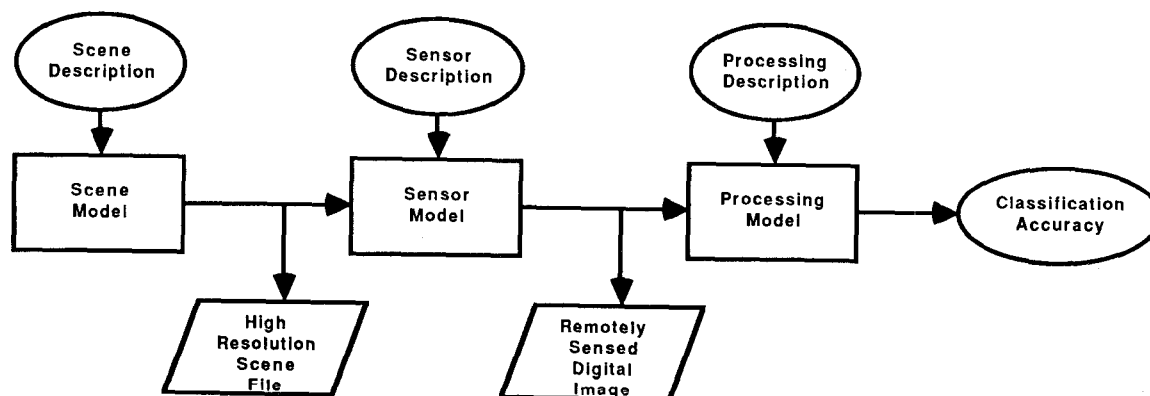 Scene
Description
Sensor
Description
Processing
Description
Scene
Model
Sensor
Model
Processing
Model
Classification
Accuracy
High
Resolution
Scene
File
Remotely
Sensed
Digital
Image